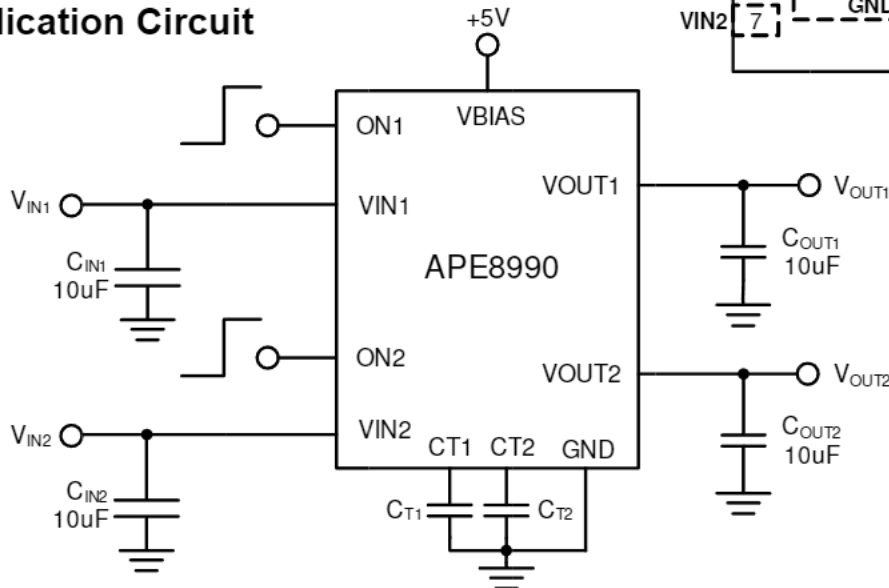 lication Circuit
+5V
VIN2
7
GND
ON1
VBIAS
VIN1
VIN1
VOUT1
VOUT1
CIN1
10uF
COUT1
10uF
APE8990
ON2
VOUT2
VOUT2
VIN2
VIN2
CT1
CT2
GND
COUT2
10uF
CIN2
10uF
CT1
CT2